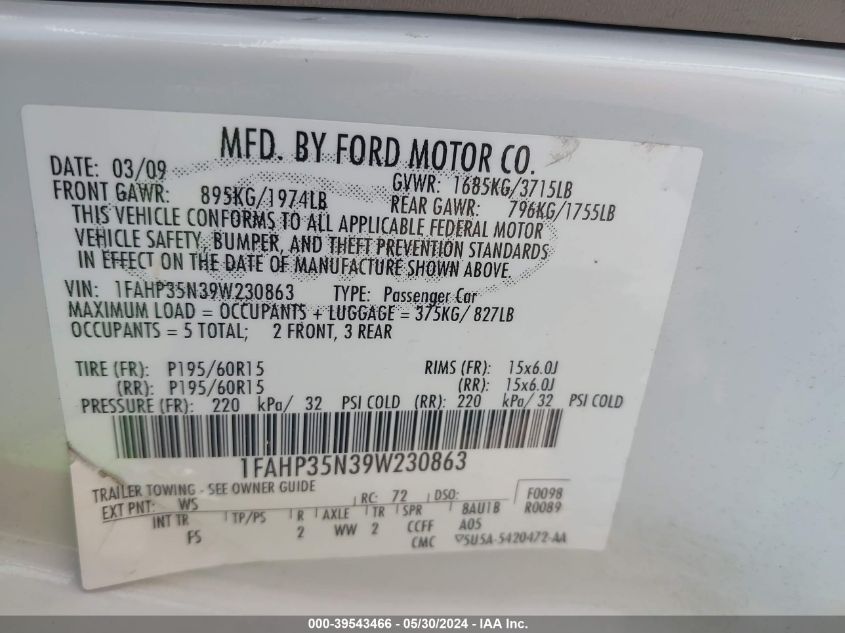 MFD. BY FORD MOTOR CO.
DATE: 03/09 GVWR: 1685KG/3715LB
FRONT GAWR: 895KG/1974LB REAR GAWR: 796KG/1755LB
THIS VEHICLE CONFORMS TO ALL APPLICABLE FEDERAL MOTOR
VEHICLE SAFETY, BUMPER, AND THEFT PREVENTION STANDARDS
IN EFFECT ON THE DATE OF MANUFACTURE SHOWN ABOVE.
VIN: 1FAHP35N39W230863 TYPE: Passenger Car
MAXIMUM LOAD = OCCUPANTS + LUGGAGE = 375KG/ 827LB
OCCUPANTS = 5 TOTAL; 2 FRONT, 3 REAR
TIRE (FR): P195/60R15 RIMS (FR): 15x6.0J
(RR): P195/60R15 (RR): 15x6.0J
PRESSURE (FR): 220 kPa/ 32 PSI COLD (RR): 220 kPa/ 32 PSI COLD
1FAHP35N39W230863
TRAILER TOWING - SEE OWNER GUIDE
EXT PNT: WS RC: 72 DSO: F0098
INT TR TP/PS R AXLE TR SPR 8AU1B R0089
FS 2 WW 2 CCFF A05
CMC 5U5A-5420472-AA
000-39543466 - 05/30/2024 - IAA Inc.